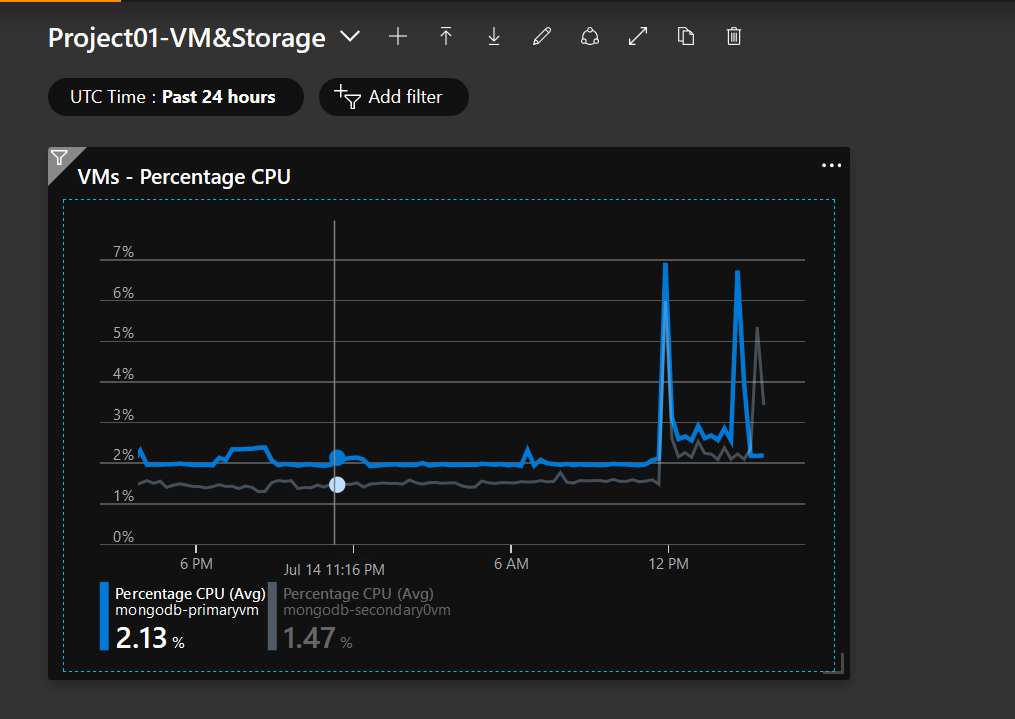 Project01-VM&Storage
UTC Time : Past 24 hours
Add filter
VMs - Percentage CPU
7%
6%
5%
4%
3%
2%
1%
0%
6 PM
Jul 14 11:16 PM
6 AM
12 PM
Percentage CPU (Avg)
mongodb-primaryvm
2.13 %
Percentage CPU (Avg)
mongodb-secondary0vm
1.47 %